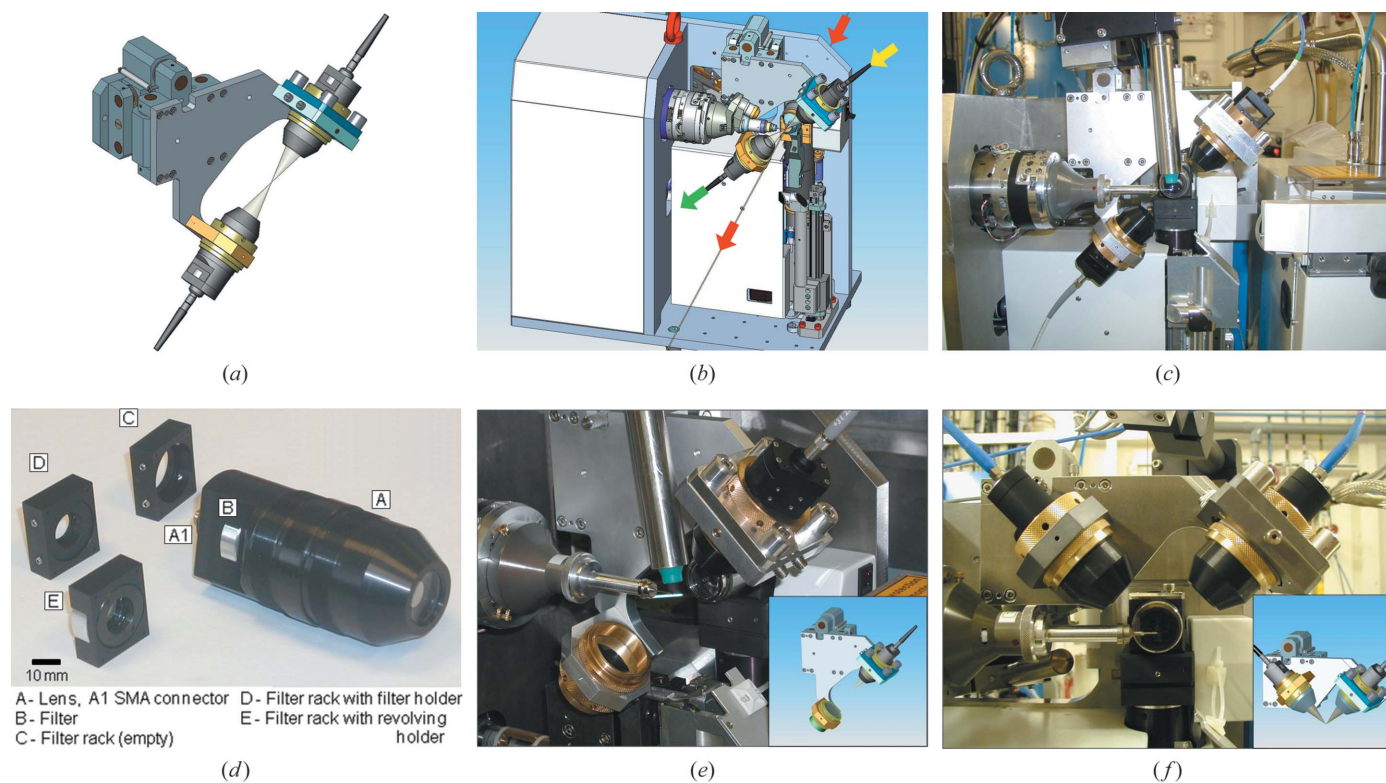 (a)
(b)
(c)
C
D
A
B
A1
E
10 mm
A- Lens, A1 SMA connector
B - Filter
C - Filter rack (empty)
D - Filter rack with filter holder
E - Filter rack with revolving
holder
(d)
(e)
(f)